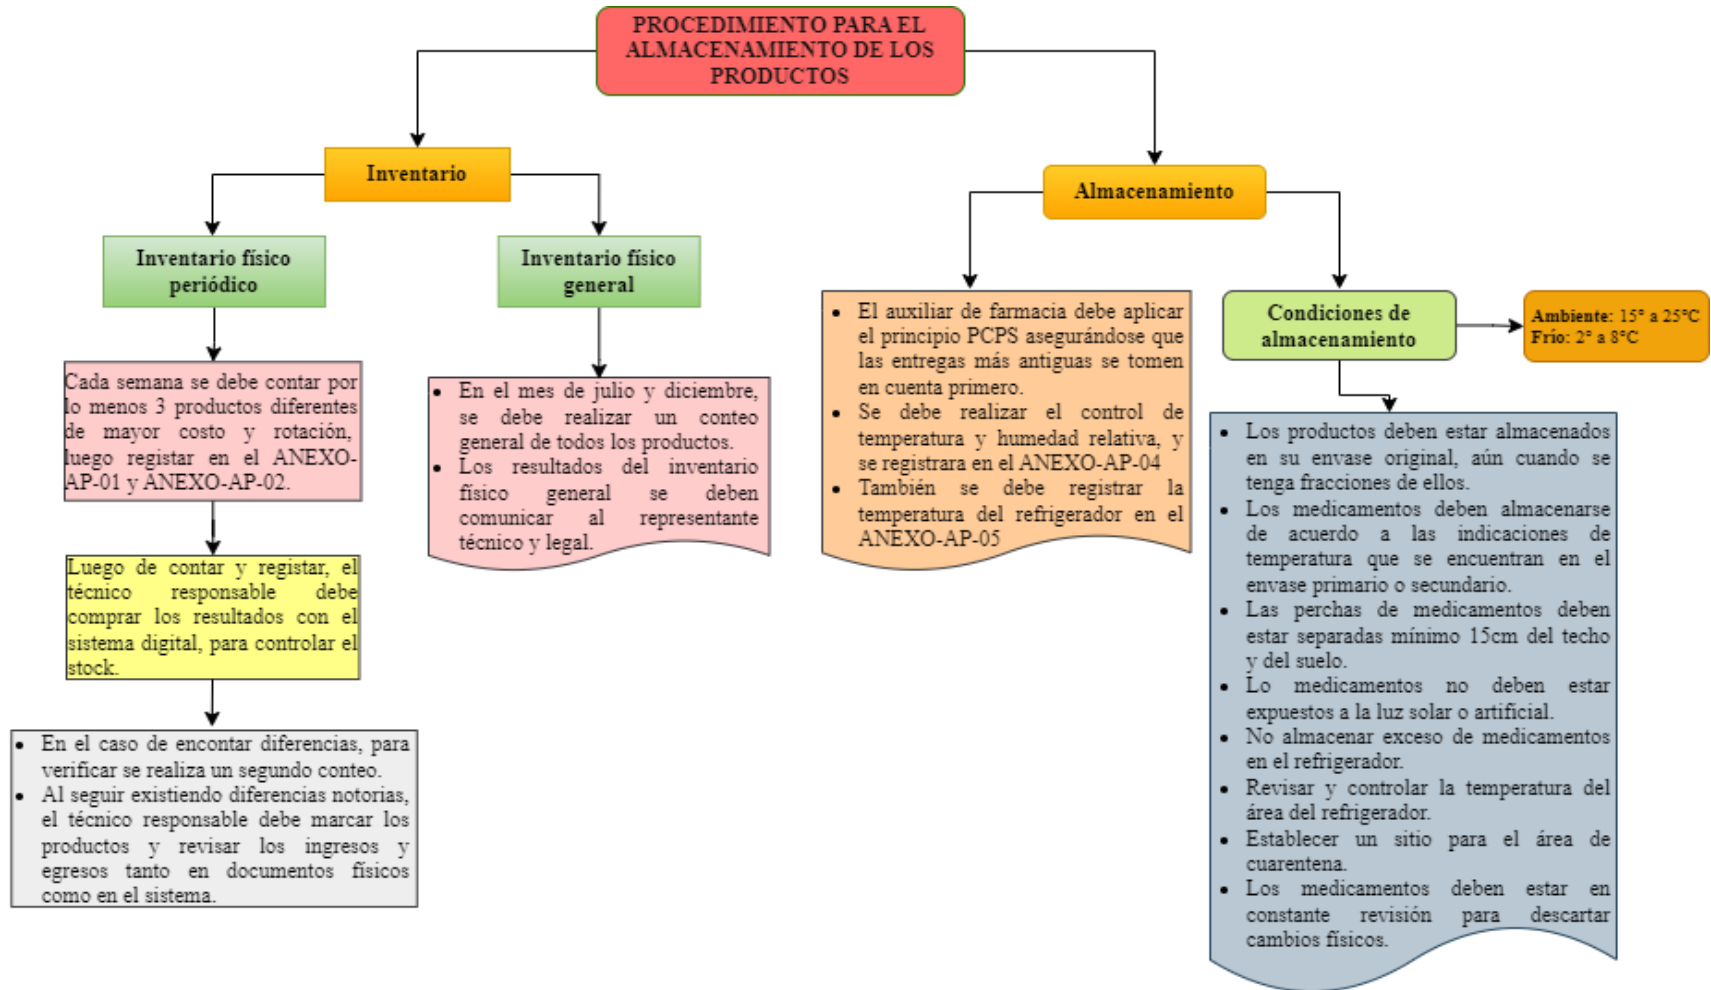 PROCEDIMIENTO PARA EL
ALMACENAMIENTO DE LOS
PRODUCTOS
Inventario
Inventario físico
periódico
Cada semana se debe contar por
lo menos 3 productos diferentes
de mayor costo y rotación,
luego registar en el ANEXO-
AP-01 y ANEXO-AP-02.
Luego de contar y registar, el
técnico responsable debe
comprar los resultados con el
sistema digital, para controlar el
stock.
• En el caso de encontar diferencias, para
verificar se realiza un segundo conteo.
• Al seguir existiendo diferencias notorias,
el técnico responsable debe marcar los
productos y revisar los ingresos y
egresos tanto en documentos físicos
como en el sistema.
Inventario físico
general
• En el mes de julio y diciembre,
se debe realizar un conteo
general de todos los productos.
• Los resultados del inventario
físico general se deben
comunicar al representante
técnico y legal.
Almacenamiento
• El auxiliar de farmacia debe aplicar
el principio PCPS asegurándose que
las entregas más antiguas se tomen
en cuenta primero.
• Se debe realizar el control de
temperatura y humedad relativa, y
se registrara en el ANEXO-AP-04
• También se debe registrar la
temperatura del refrigerador en el
ANEXO-AP-05
Condiciones de
almacenamiento
Ambiente: 15° a 25°C
Frío: 2° a 8°C
• Los productos deben estar almacenados
en su envase original, aún cuando se
tenga fracciones de ellos.
• Los medicamentos deben almacenarse
de acuerdo a las indicaciones de
temperatura que se encuentran en el
envase primario o secundario.
• Las perchas de medicamentos deben
estar separadas mínimo 15cm del techo
y del suelo.
• Lo medicamentos no deben estar
expuestos a la luz solar o artificial.
• No almacenar exceso de medicamentos
en el refrigerador.
• Revisar y controlar la temperatura del
área del refrigerador.
• Establecer un sitio para el área de
cuarentena.
• Los medicamentos deben estar en
constante revisión para descartar
cambios físicos.